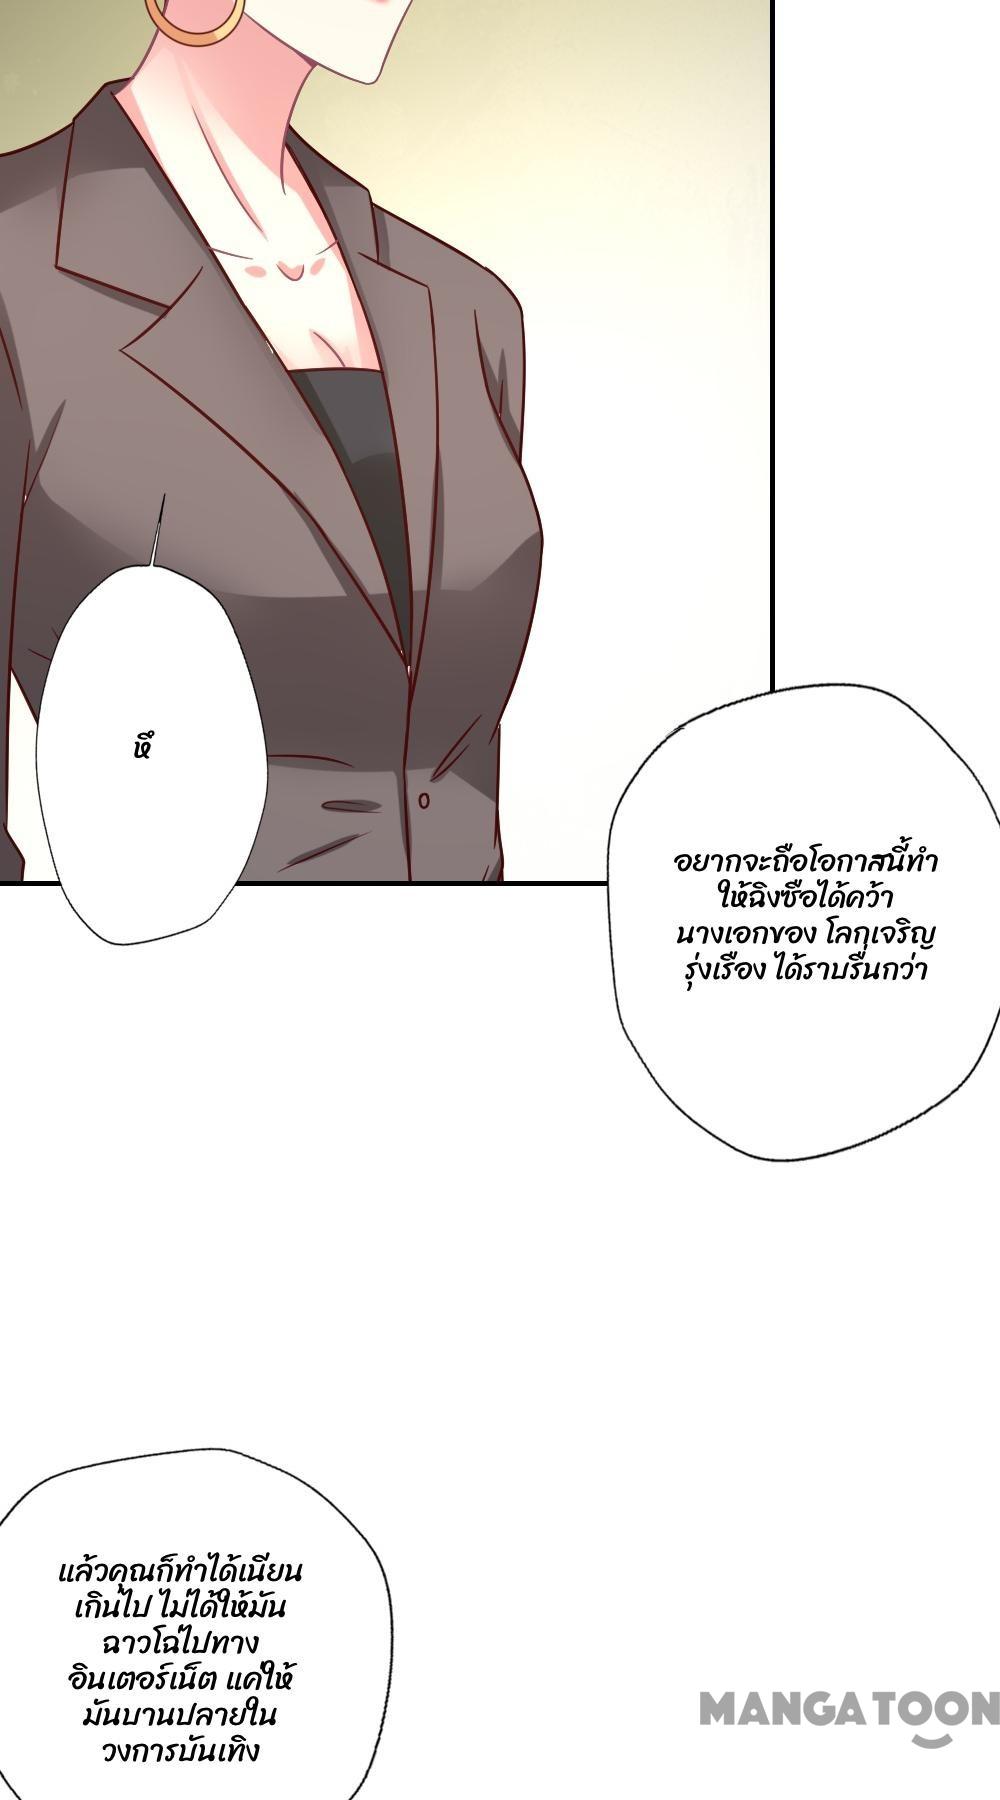 หึ
อยากจะถือโอกาสนี้ทำ
ให้ฉิงซือได้คว้า
นางเอกของ โลกเจริญ
รุ่งเรือง ได้ราบรื่นกว่า
แล้วคุณก็ทำได้เนียน
เกินไป ไม่ได้ให้มัน
ฉาวโฉ่ไปทาง
อินเตอร์เน็ต แค่ให้
มันบานปลายใน
วงการบันเทิง
MANGATOON